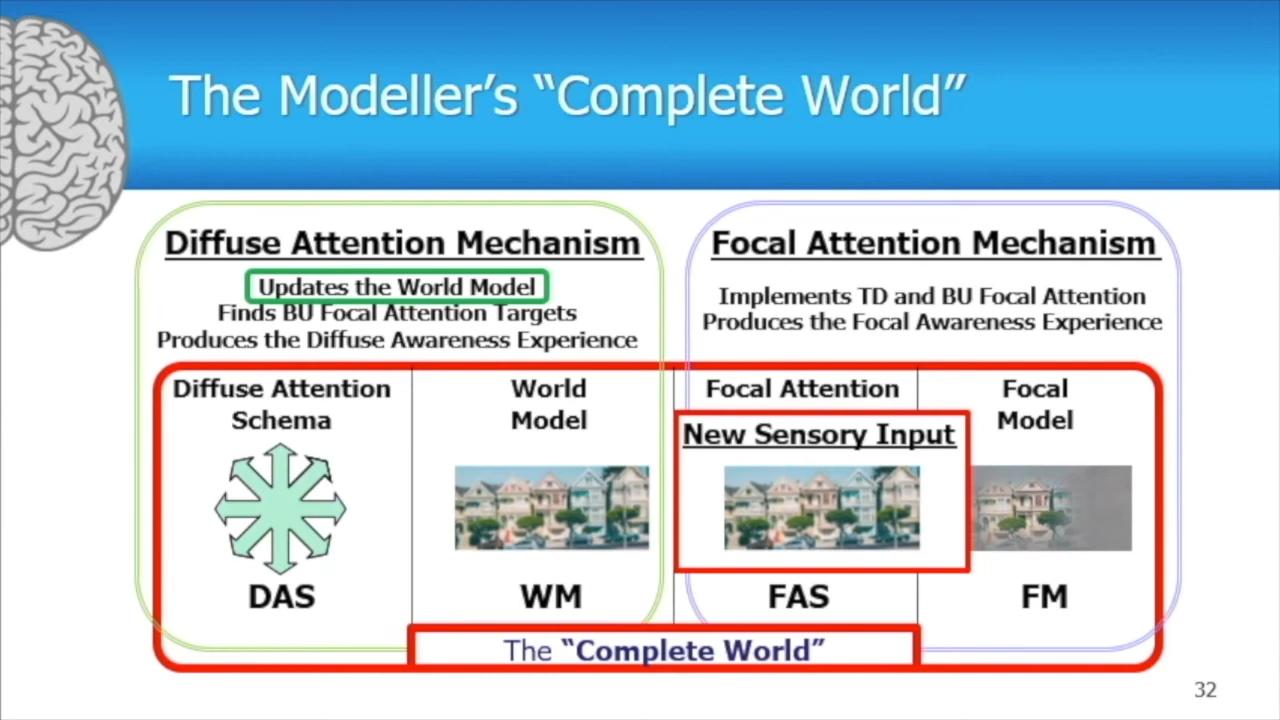 The Modeller's “Complete World”
Diffuse Attention Mechanism
Updates the World Model
Finds BU Focal Attention Targets
Produces the Diffuse Awareness Experience
Focal Attention Mechanism
Implements TD and BU Focal Attention
Produces the Focal Awareness Experience
Diffuse Attention
Schema
DAS
World
Model
WM
Focal Attention
New Sensory Input
FAS
Focal
Model
FM
The “Complete World”
32